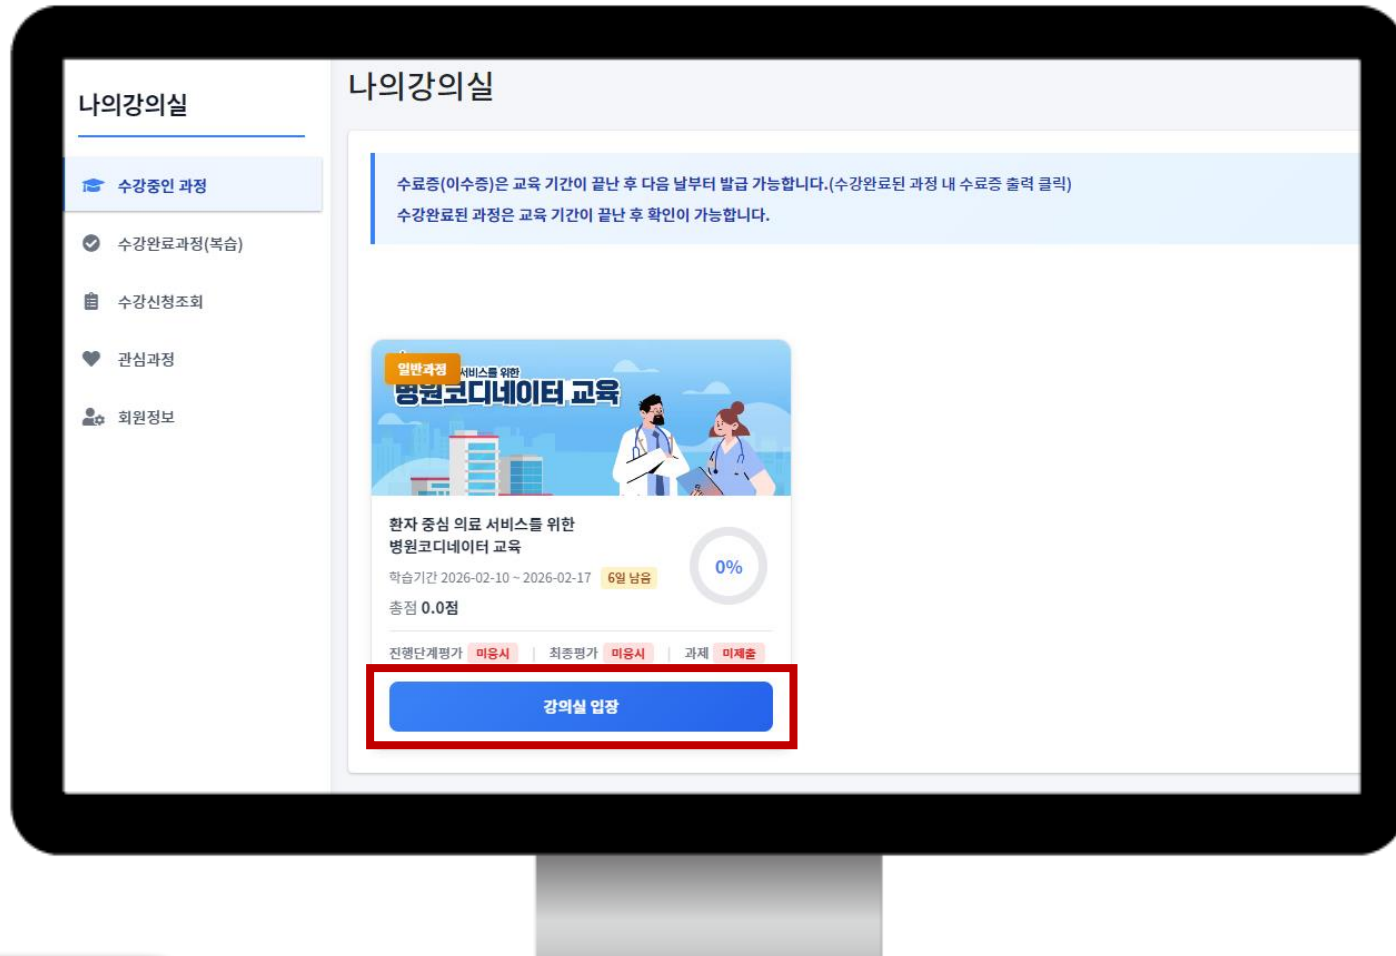 나의강의실
수강중인 과정
수강완료과정(복습)
수강신청조회
관심과정
회원정보
나의강의실
수료증(이수증)은 교육 기간이 끝난 후 다음 날부터 발급 가능합니다.(수강완료된 과정 내 수료증 출력 클릭)
수강완료된 과정은 교육 기간이 끝난 후 확인이 가능합니다.
일반과정
서비스를 위한
병원코디네이터 교육
환자 중심 의료 서비스를 위한
병원코디네이터 교육
학습기간 2026-02-10 ~ 2026-02-17 6일 남음
0%
총점 0.0점
진행단계평가 미응시 | 최종평가 미응시 | 과제 미제출
강의실 입장